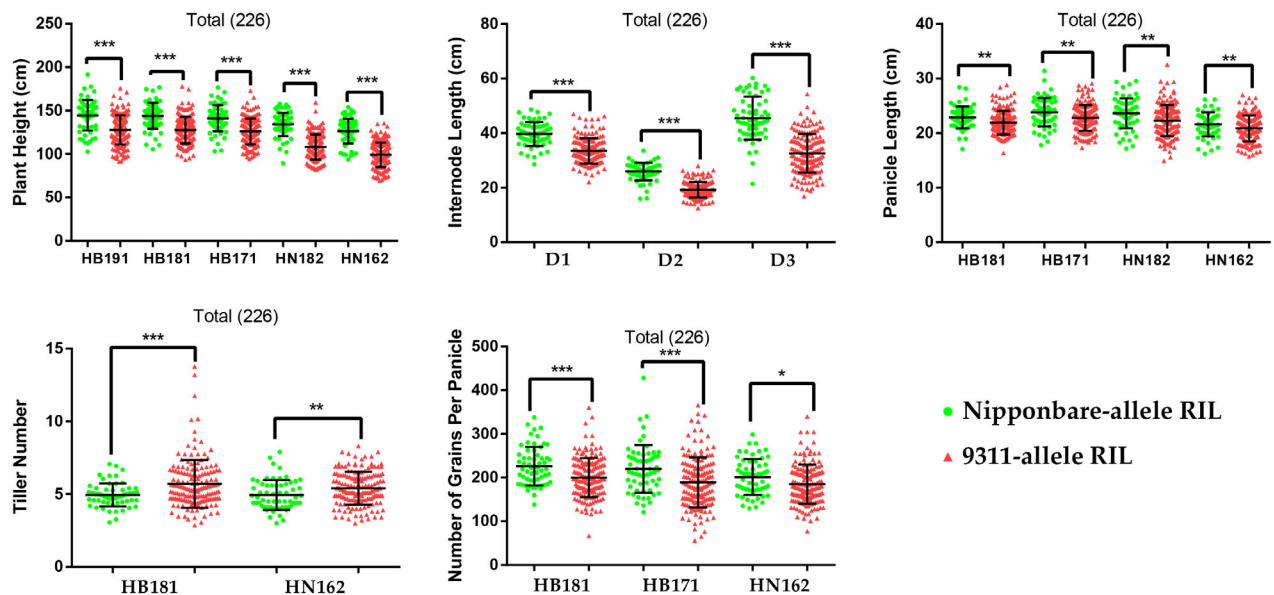 Total (226)
Plant Height (cm)
250
200
150
100
50
0
***
***
***
***
***
HB191
HB181
HB171
HN182
HN162
Total (226)
Internode Length (cm)
80
60
40
20
0
***
***
***
D1
D2
D3
Total (226)
Panicle Length (cm)
40
30
20
10
0
**
**
**
**
HB181
HB171
HN182
HN162
Total (226)
Tiller Number
15
10
5
0
***
**
HB181
HN162
Total (226)
Number of Grains Per Panicle
500
400
300
200
100
0
***
***
*
HB181
HB171
HN162
Nipponbare-allele RIL
9311-allele RIL